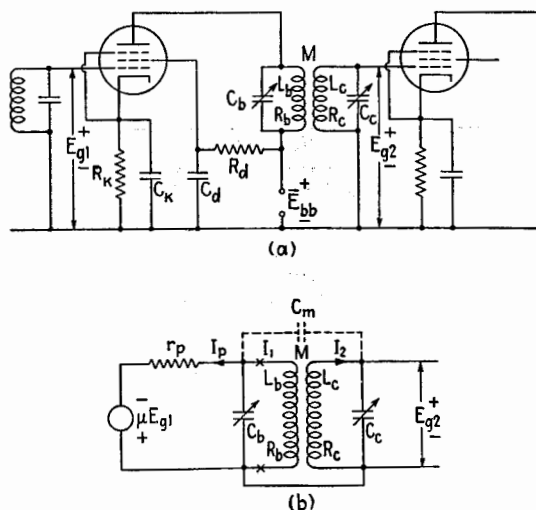 M
C_b
L_b
R_b
L_c
R_c
C_c
E_g1
+
-
R_K
C_K
C_d
R_d
+
E_bb
-
E_g2
+
-
(a)
C_m
r_p
I_p
I_1
M
I_2
L_b
L_c
-
μE_g1
+
C_b
R_b
R_c
C_c
+
E_g2
-
(b)